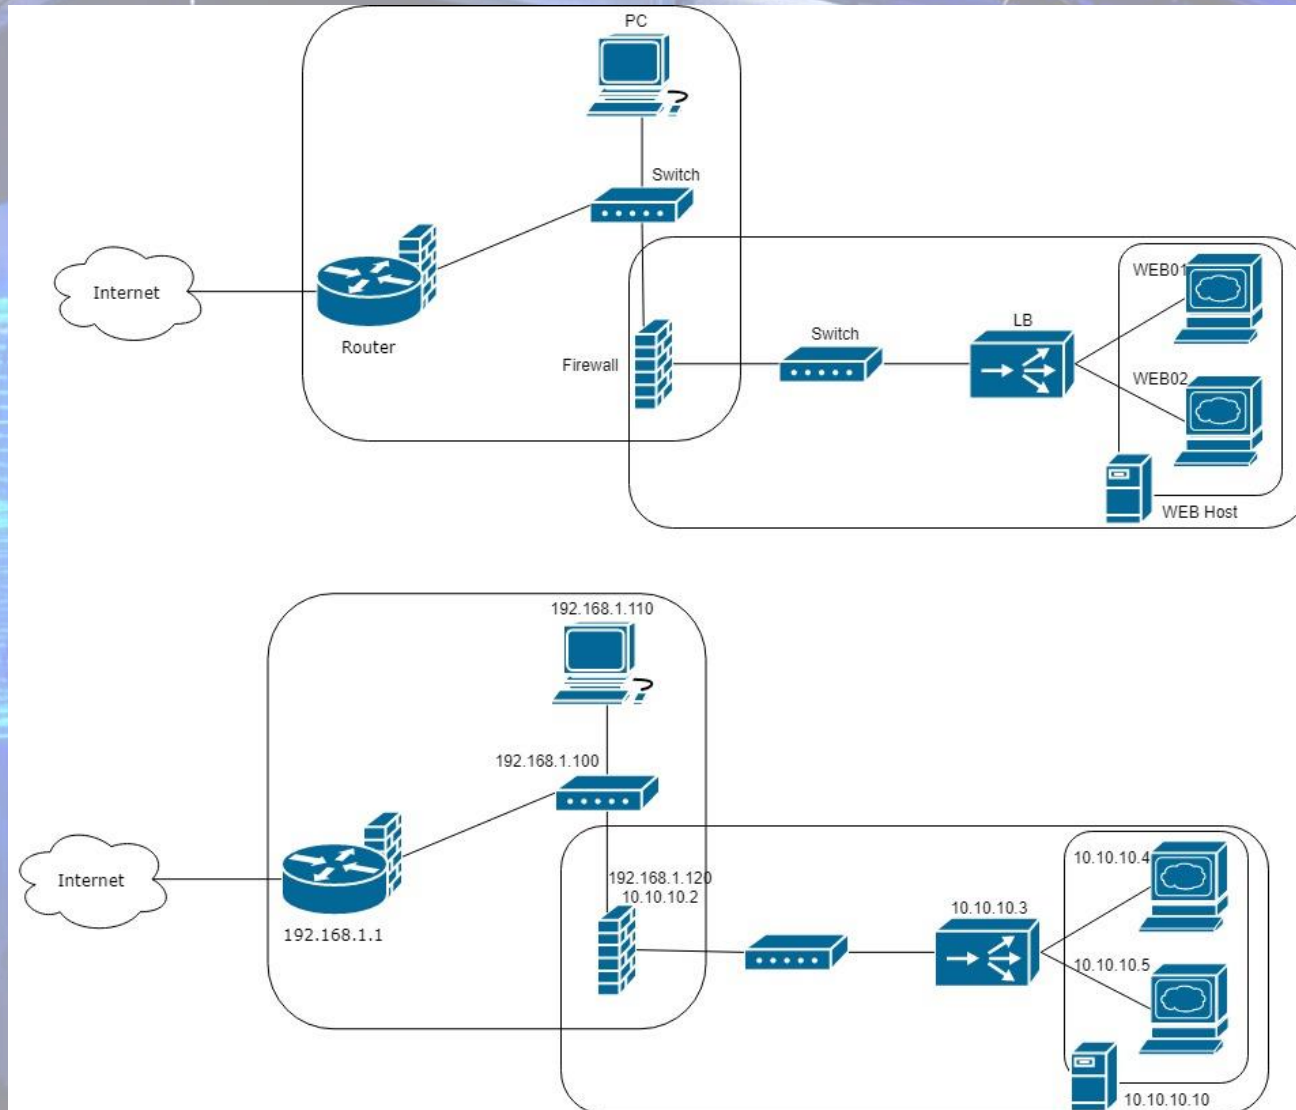 PC
Switch
Internet
Router
Firewall
Switch
LB
WEB01
WEB02
WEB Host
192.168.1.110
192.168.1.100
Internet
192.168.1.1
192.168.1.120
10.10.10.2
10.10.10.3
10.10.10.4
10.10.10.5
10.10.10.10